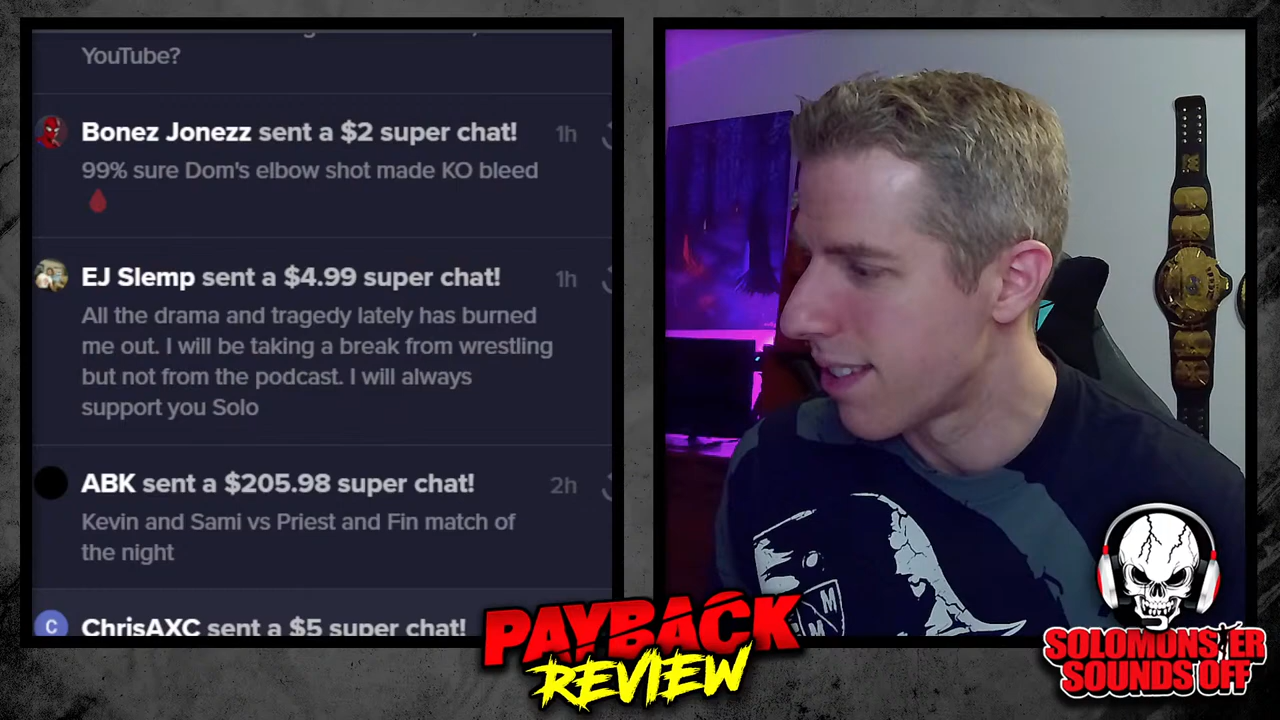 YouTube?
Bonez Jonezz sent a $2 super chat!
1h
99% sure Dom's elbow shot made KO bleed
EJ Slemp sent a $4.99 super chat!
1h
All the drama and tragedy lately has burned
me out. I will be taking a break from wrestling
but not from the podcast. I will always
support you Solo
ABK sent a $205.98 super chat!
2h
Kevin and Sami vs Priest and Fin match of
the night
C
ChrisAXC sent a $5 super chat!
PAYBACK
REVIEW
SOLOMONSTER
SOUNDS OFF